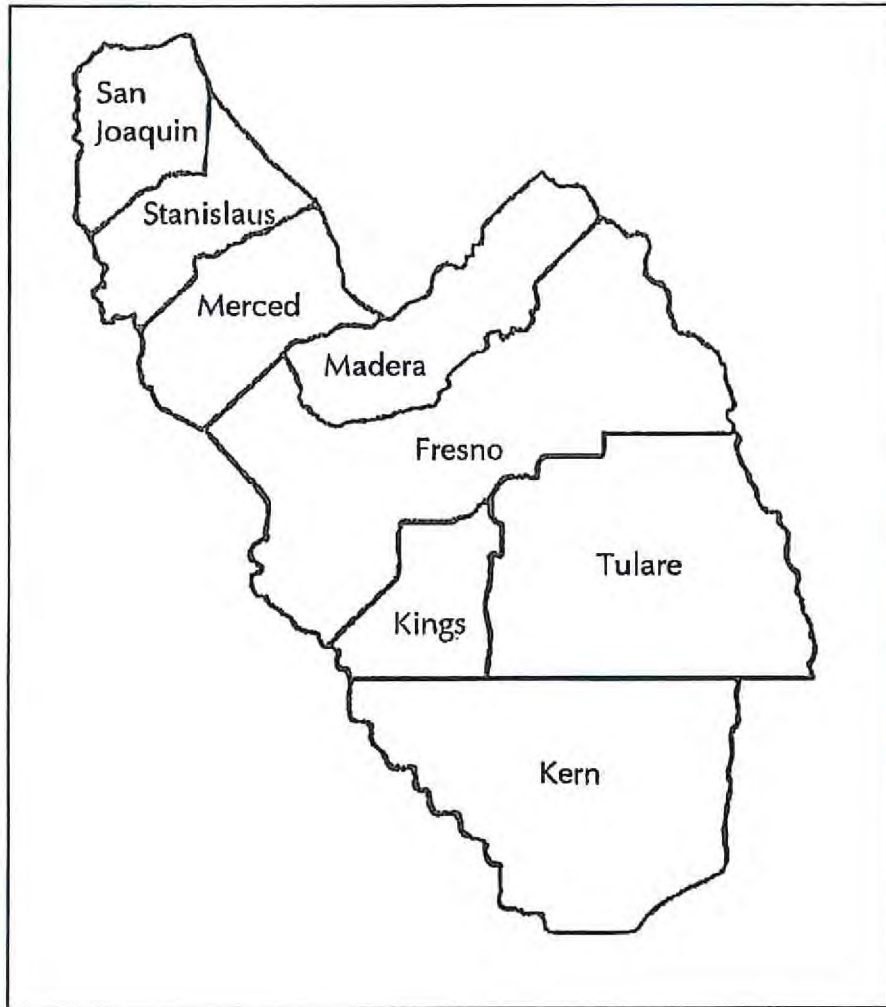 San
Joaquin
Stanislaus
Merced
Madera
Fresno
Tulare
Kings
Kern